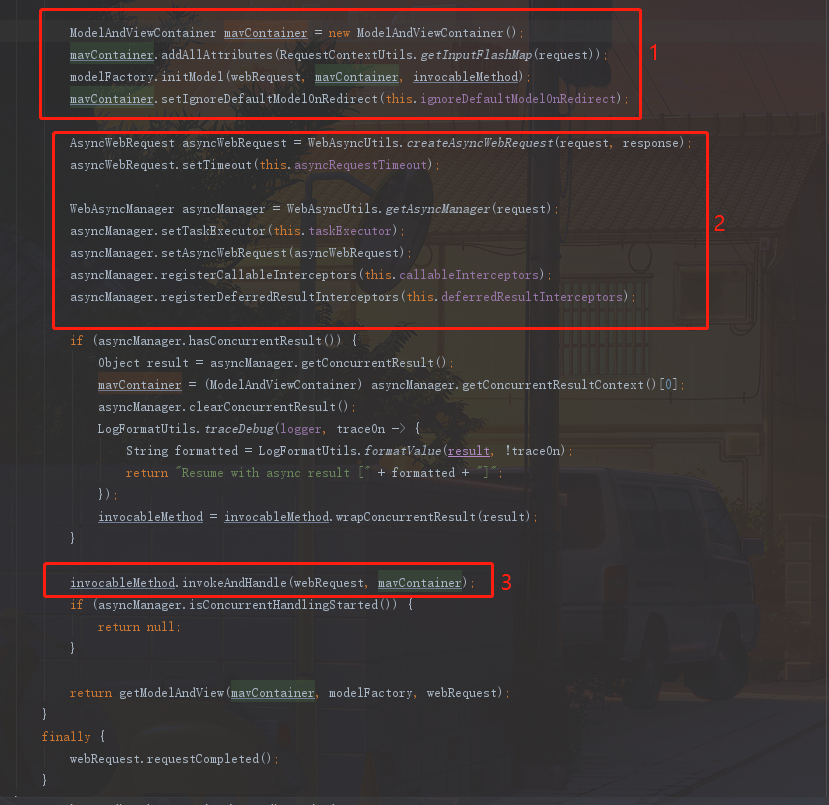 ModelAndViewContainer mavContainer = new ModelAndViewContainer();
mavContainer.addAllAttributes(RequestContextUtils.getInputFlashMap(request));
modelFactory.initModel(webRequest, mavContainer, invocableMethod);
mavContainer.setIgnoreDefaultModelOnRedirect(this.ignoreDefaultModelOnRedirect);
1
AsyncWebRequest asyncWebRequest = WebAsyncUtils.createAsyncWebRequest(request, response);
asyncWebRequest.setTimeout(this.asyncRequestTimeout);
WebAsyncManager asyncManager = WebAsyncUtils.getAsyncManager(request);
asyncManager.setTaskExecutor(this.taskExecutor);
asyncManager.setAsyncWebRequest(asyncWebRequest);
asyncManager.registerCallableInterceptors(this.callableInterceptors);
asyncManager.registerDeferredResultInterceptors(this.deferredResultInterceptors);
2
if (asyncManager.hasConcurrentResult()) {
Object result = asyncManager.getConcurrentResult();
mavContainer = (ModelAndViewContainer) asyncManager.getConcurrentResultContext()[0];
asyncManager.clearConcurrentResult();
LogFormatUtils.traceDebug(logger, traceOn -> {
String formatted = LogFormatUtils.formatValue(result, !traceOn);
return "Resume with async result [" + formatted + "]";
});
invocableMethod = invocableMethod.wrapConcurrentResult(result);
}
invocableMethod.invokeAndHandle(webRequest, mavContainer);
3
if (asyncManager.isConcurrentHandlingStarted()) {
return null;
}
return getModelAndView(mavContainer, modelFactory, webRequest);
}
finally {
webRequest.requestCompleted();
}